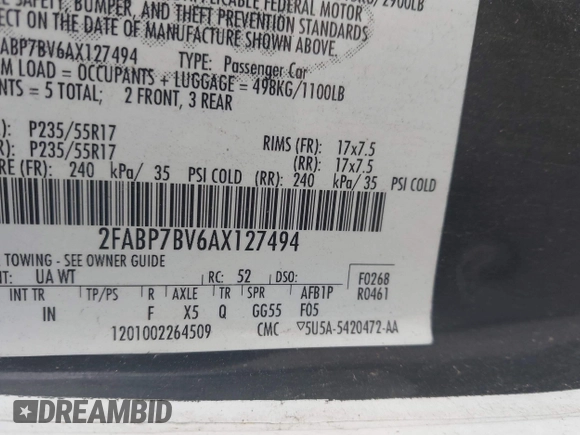 2900LB
E SAFETY, BUMPER, AND THEFT PREVENTION STANDARDS
ECT ON THE DATE OF MANUFACTURE SHOWN ABOVE.
ABP7BV6AX127494 TYPE: Passenger Car
M LOAD = OCCUPANTS + LUGGAGE = 498KG/1100LB
ANTS = 5 TOTAL; 2 FRONT, 3 REAR
P235/55R17 RIMS (FR): 17x7.5
P235/55R17 (RR): 17x7.5
RE (FR): 240 kPa/ 35 PSI COLD (RR): 240 kPa/35 PSI COLD
2FABP7BV6AX127494
TOWING - SEE OWNER GUIDE
NT: UA WT RC: 52 DSO: F0268
INT TR TP/PS R AXLE TR SPR AFB1P R0461
IN F X5 Q GG55 F05
1201002264509 CMC ▽5U5A-5420472-AA
DREAMBID